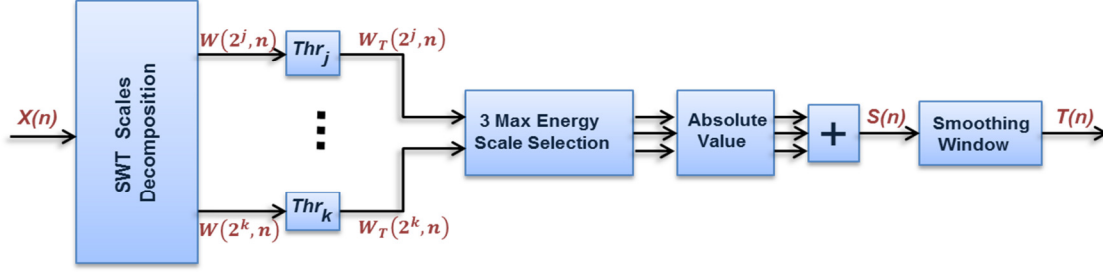 X(n)
SWT Scales
Decomposition
W(2^j, n)
Thr_j
W_T(2^j, n)
W(2^k, n)
Thr_k
W_T(2^k, n)
3 Max Energy
Scale Selection
Absolute
Value
+
S(n)
Smoothing
Window
T(n)